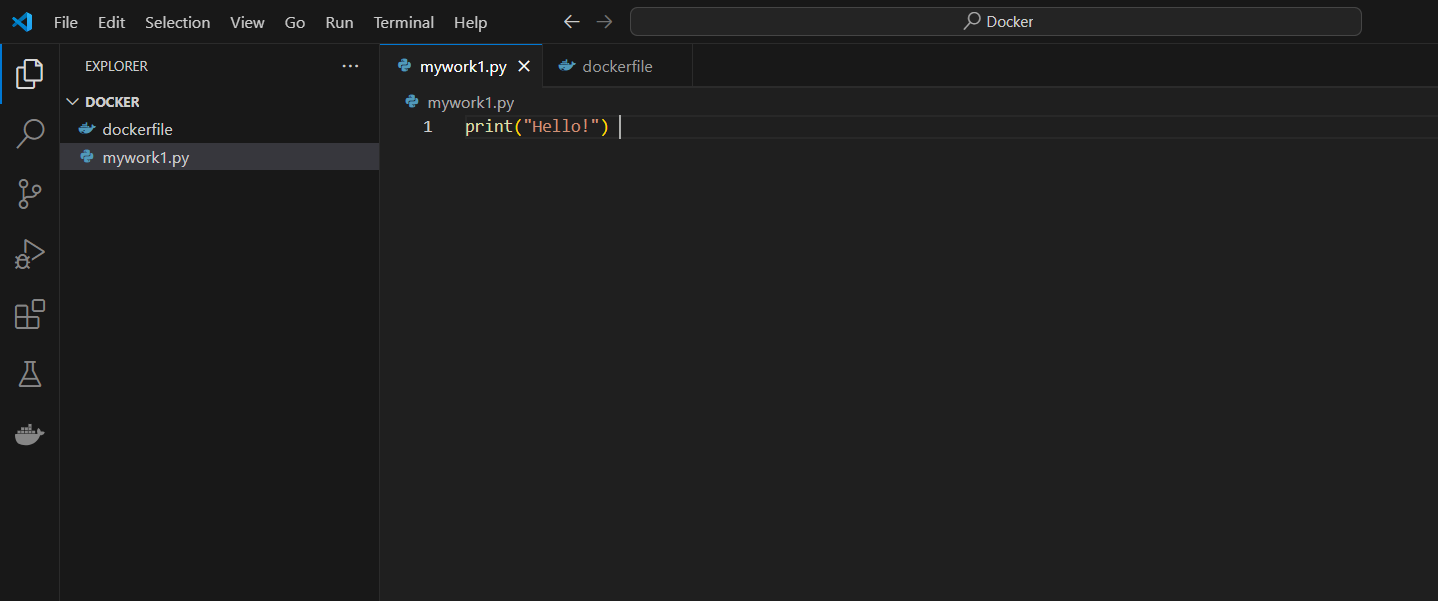 File Edit Selection View Go Run Terminal Help
Docker
EXPLORER
DOCKER
dockerfile
mywork1.py
mywork1.py
dockerfile
mywork1.py
1 print("Hello!")